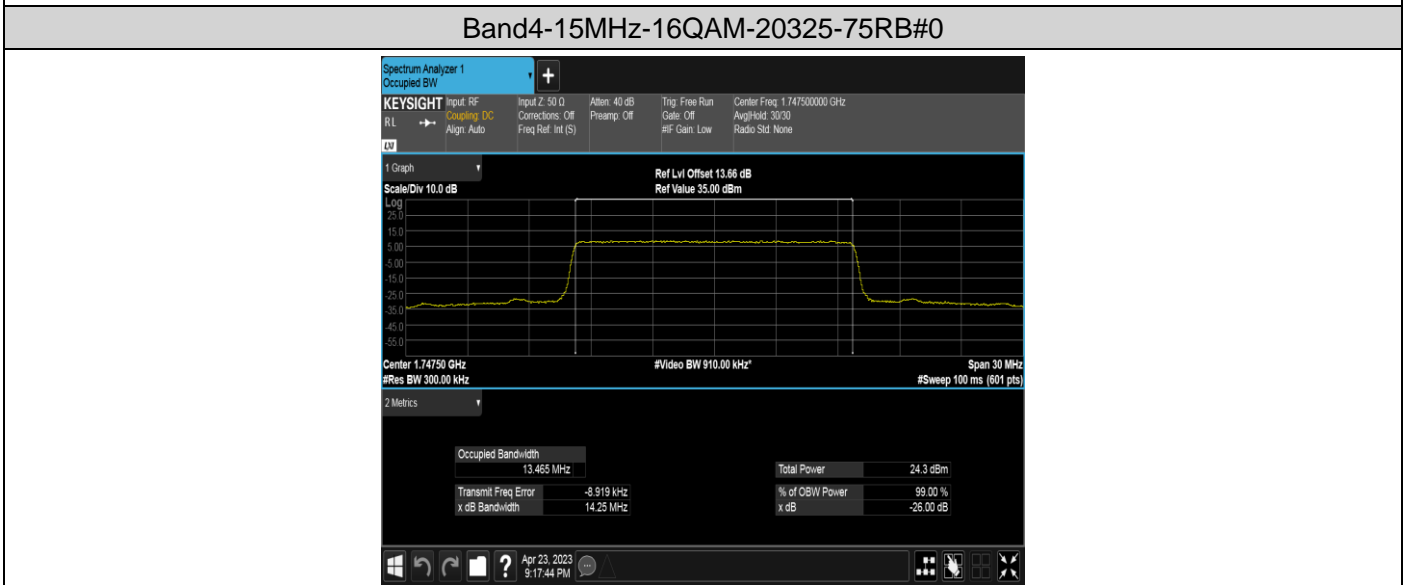 Band4-15MHz-16QAM-20325-75RB#0
Spectrum Analyzer 1
Occupied BW
+
KEYSIGHT
RL
LXI
Input: RF
Coupling: DC
Align: Auto
Input Z: 50 Ω
Corrections: Off
Freq Ref: Int (S)
Atten: 40 dB
Preamp: Off
Trig: Free Run
Gate: Off
#IF Gain: Low
Center Freq: 1.747500000 GHz
Avg|Hold: 30/30
Radio Std: None
1 Graph
Scale/Div 10.0 dB
Ref Lvl Offset 13.66 dB
Ref Value 35.00 dBm
Log
25.0
15.0
5.00
-5.00
-15.0
-25.0
-35.0
-45.0
-55.0
Center 1.74750 GHz
#Res BW 300.00 kHz
#Video BW 910.00 kHz*
Span 30 MHz
#Sweep 100 ms (601 pts)
2 Metrics
Occupied Bandwidth
13.465 MHz
Total Power 24.3 dBm
Transmit Freq Error -8.919 kHz
% of OBW Power 99.00 %
x dB Bandwidth 14.25 MHz
x dB -26.00 dB
?
Apr 23, 2023
9:17:44 PM